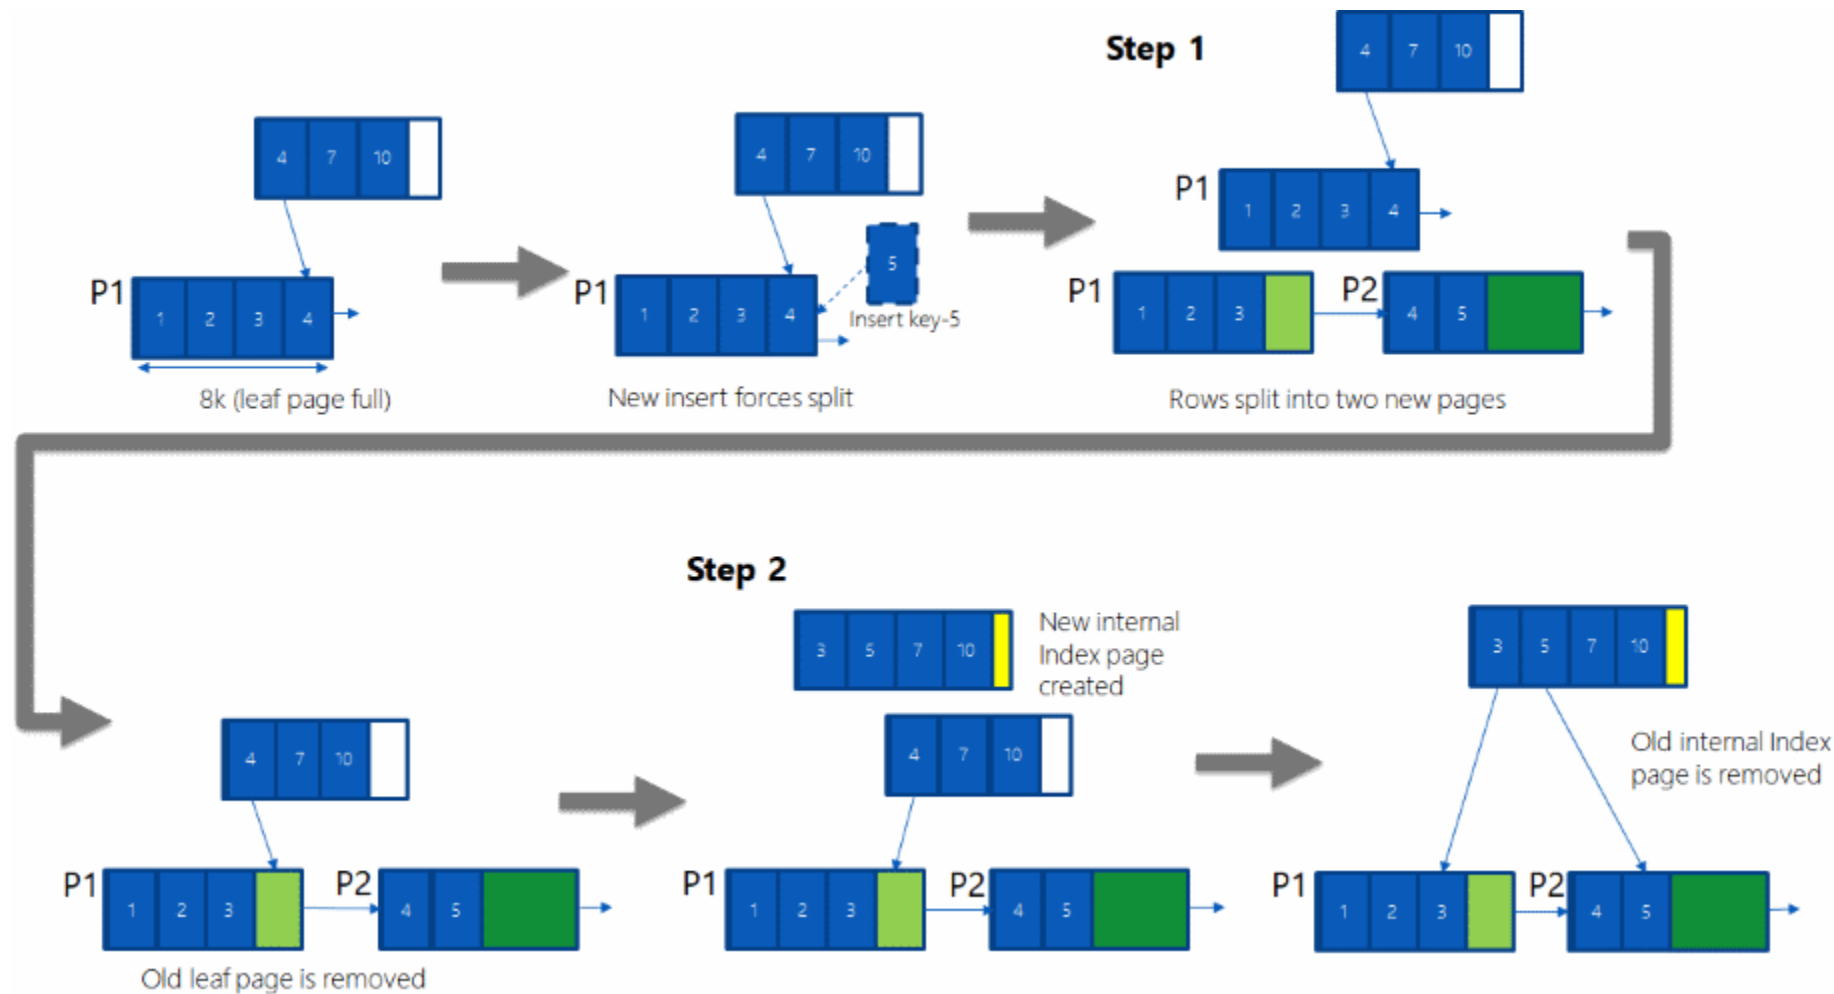 Step 1
4 7 10
4 7 10
4 7 10
P1
1 2 3 4
8k (leaf page full)
P1
1 2 3 4
5
Insert key-5
New insert forces split
P1
1 2 3 4
P1
1 2 3
P2
4 5
Rows split into two new pages
Step 2
4 7 10
P1
1 2 3
P2
4 5
Old leaf page is removed
3 5 7 10
New internal
Index page
created
4 7 10
P1
1 2 3
P2
4 5
3 5 7 10
Old internal Index
page is removed
P1
1 2 3
P2
4 5